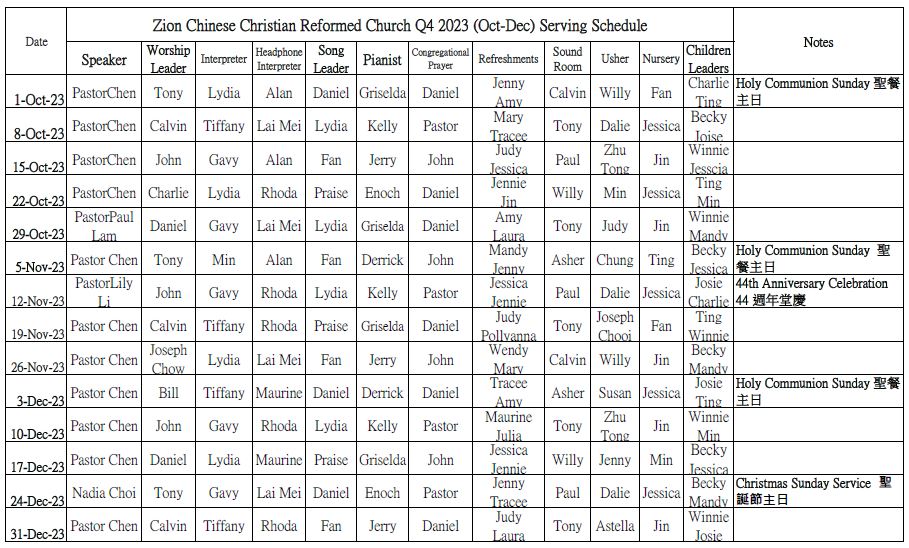 Zion Chinese Christian Reformed Church Q4 2023 (Oct-Dec) Serving Schedule
Date Speaker Worship Leader Interpreter Headphone Interpreter Song Leader Pianist Congregational Prayer Refreshments Sound Room Usher Nursery Children Leaders Notes
1-Oct-23 PastorChen Tony Lydia Alan Daniel Griselda Daniel Jenny Amy Calvin Willy Fan Charlie Ting Holy Communion Sunday 聖餐主日
8-Oct-23 PastorChen Calvin Tiffany Lai Mei Lydia Kelly Pastor Mary Tracee Tony Dalie Jessica Becky Joise
15-Oct-23 PastorChen John Gavy Alan Fan Jerry John Judy Jessica Paul Zhu Tong Jin Winnie Jesscia
22-Oct-23 PastorChen Charlie Lydia Rhoda Praise Enoch Daniel Jennie Jin Willy Min Jessica Ting Min
29-Oct-23 PastorPaul Lam Daniel Gavy Lai Mei Lydia Griselda Daniel Amy Laura Tony Judy Jin Winnie Mandy
5-Nov-23 Pastor Chen Tony Min Alan Fan Derrick John Mandy Jenny Asher Chung Ting Becky Jessica Holy Communion Sunday 聖餐主日
12-Nov-23 PastorLily Li John Gavy Rhoda Lydia Kelly Pastor Jessica Jennie Paul Dalie Jessica Josie Charlie 44th Anniversary Celebration 44 週年堂慶
19-Nov-23 Pastor Chen Calvin Tiffany Rhoda Praise Griselda Daniel Judy Pollyanna Tony Joseph Chooi Fan Ting Winnie
26-Nov-23 Pastor Chen Joseph Chow Lydia Lai Mei Fan Jerry John Wendy Mary Calvin Willy Jin Becky Mandy
3-Dec-23 Pastor Chen Bill Tiffany Maurine Daniel Derrick Daniel Tracee Amy Asher Susan Jessica Josie Ting Holy Communion Sunday 聖餐主日
10-Dec-23 Pastor Chen John Gavy Rhoda Lydia Kelly Pastor Maurine Julia Tony Zhu Tong Jin Winnie Min
17-Dec-23 Pastor Chen Daniel Lydia Maurine Praise Griselda John Jessica Jennie Willy Jenny Min Becky Jessica
24-Dec-23 Nadia Choi Tony Gavy Lai Mei Daniel Enoch Pastor Jenny Tracee Paul Dalie Jessica Becky Mandy Christmas Sunday Service 聖誕節主日
31-Dec-23 Pastor Chen Calvin Tiffany Rhoda Fan Jerry Daniel Judy Laura Tony Astella Jin Winnie Josie